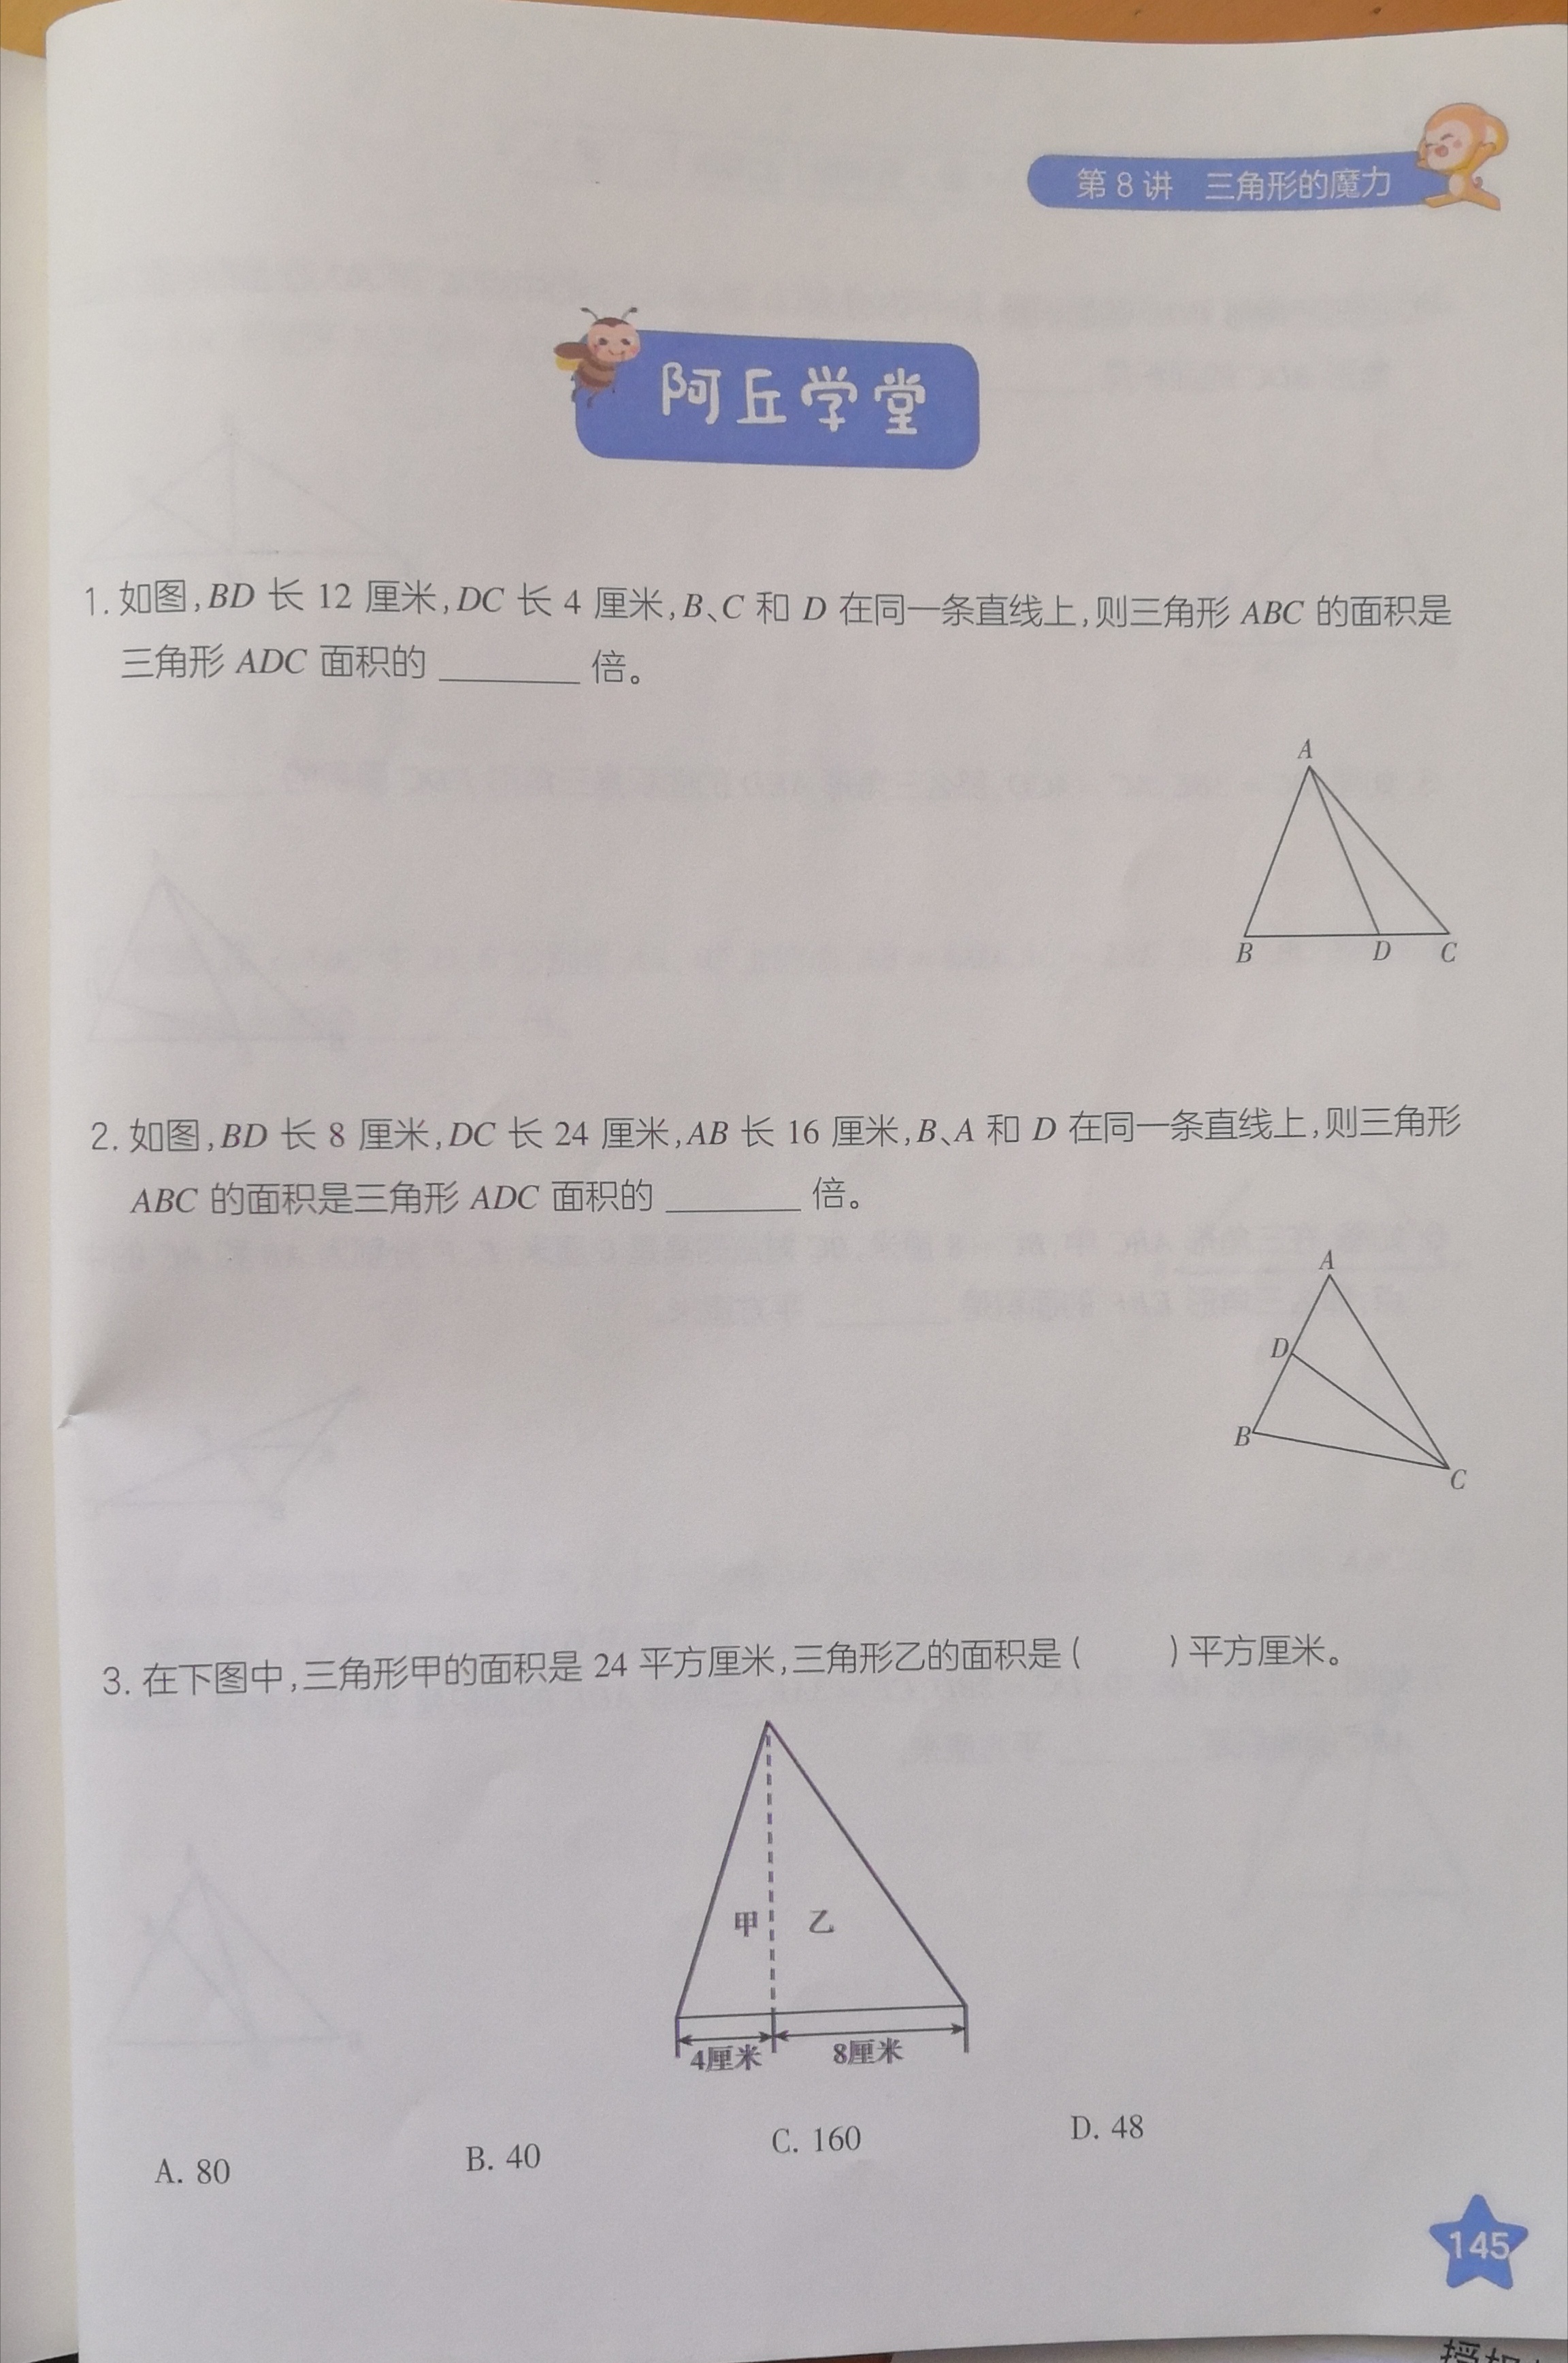 第 8 讲 三角形的魔力
阿丘学堂
1. 如图,BD 长 12 厘米,DC 长 4 厘米,B、C 和 D 在同一条直线上,则三角形 ABC 的面积是
三角形 ADC 面积的 ______ 倍。
A
B D C
2. 如图,BD 长 8 厘米,DC 长 24 厘米,AB 长 16 厘米,B、A 和 D 在同一条直线上,则三角形
ABC 的面积是三角形 ADC 面积的 ______ 倍。
A
D
B
C
3. 在下图中,三角形甲的面积是 24 平方厘米,三角形乙的面积是( )平方厘米。
甲 乙
4厘米 8厘米
A. 80 B. 40 C. 160 D. 48
145